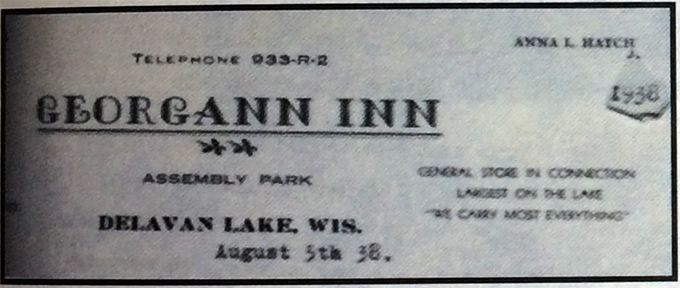 ANNA L. HATCH
TELEPHONE 933-R-2
1938
GEORGANN INN
ASSEMBLY PARK
GENERAL STORE IN CONNECTION
LARGEST ON THE LAKE
"WE CARRY MOST EVERYTHING"
DELAVAN LAKE, WIS.
August 5th 38.